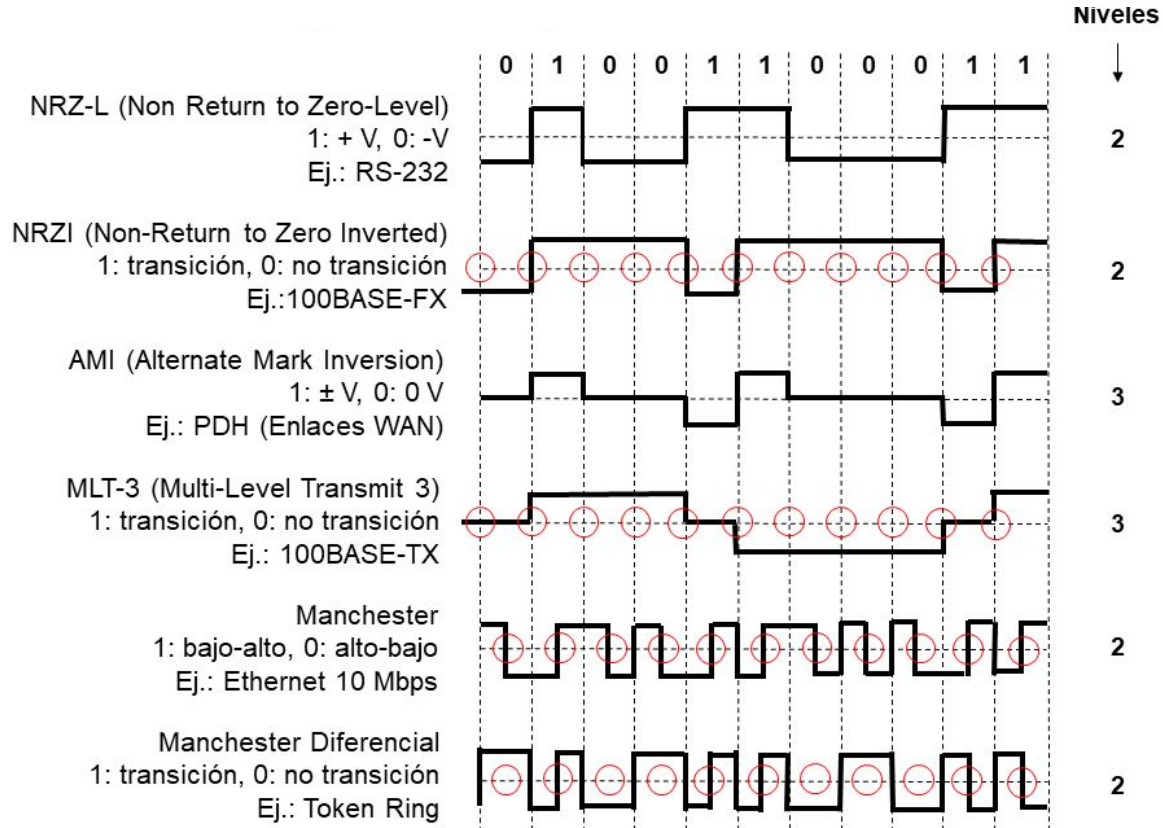 Niveles
0 1 0 0 1 1 0 0 0 1 1
NRZ-L (Non Return to Zero-Level)
1: + V, 0: -V
Ej.: RS-232
2
NRZI (Non-Return to Zero Inverted)
1: transición, 0: no transición
Ej.:100BASE-FX
2
AMI (Alternate Mark Inversion)
1: ± V, 0: 0 V
Ej.: PDH (Enlaces WAN)
3
MLT-3 (Multi-Level Transmit 3)
1: transición, 0: no transición
Ej.: 100BASE-TX
3
Manchester
1: bajo-alto, 0: alto-bajo
Ej.: Ethernet 10 Mbps
2
Manchester Diferencial
1: transición, 0: no transición
Ej.: Token Ring
2